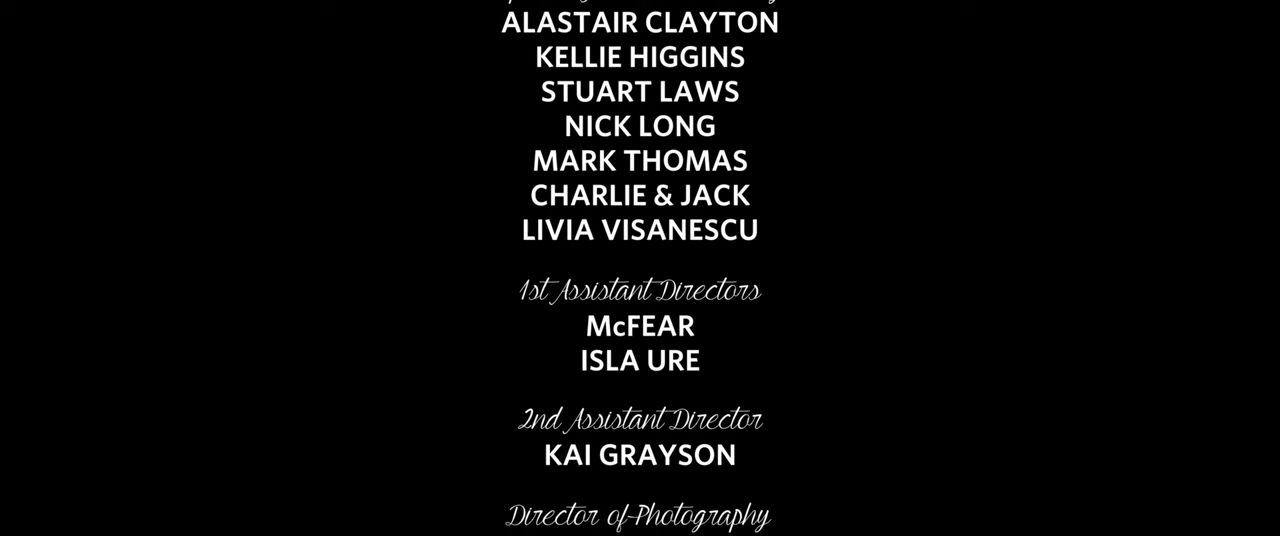 ALASTAIR CLAYTON
KELLIE HIGGINS
STUART LAWS
NICK LONG
MARK THOMAS
CHARLIE & JACK
LIVIA VISANESCU
1st Assistant Directors
McFEAR
ISLA URE
2nd Assistant Director
KAI GRAYSON
Director of Photography